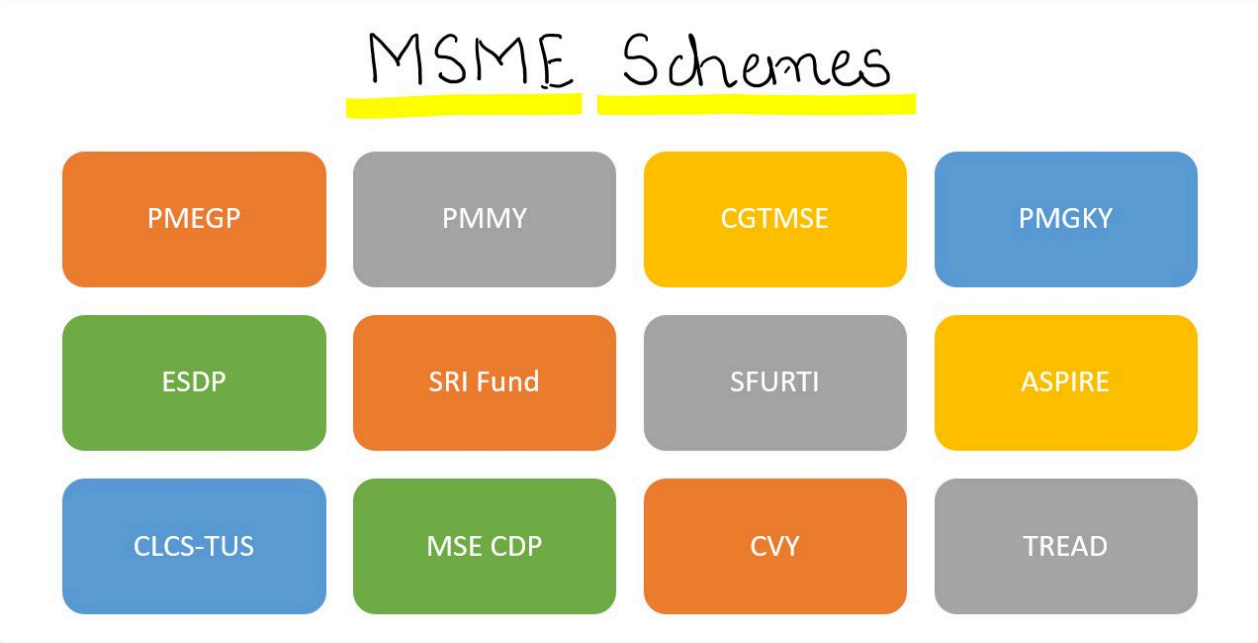 MSME Schemes
PMEGP PMMY CGTMSE PMGKY
ESDP SRI Fund SFURTI ASPIRE
CLCS-TUS MSE CDP CVY TREAD